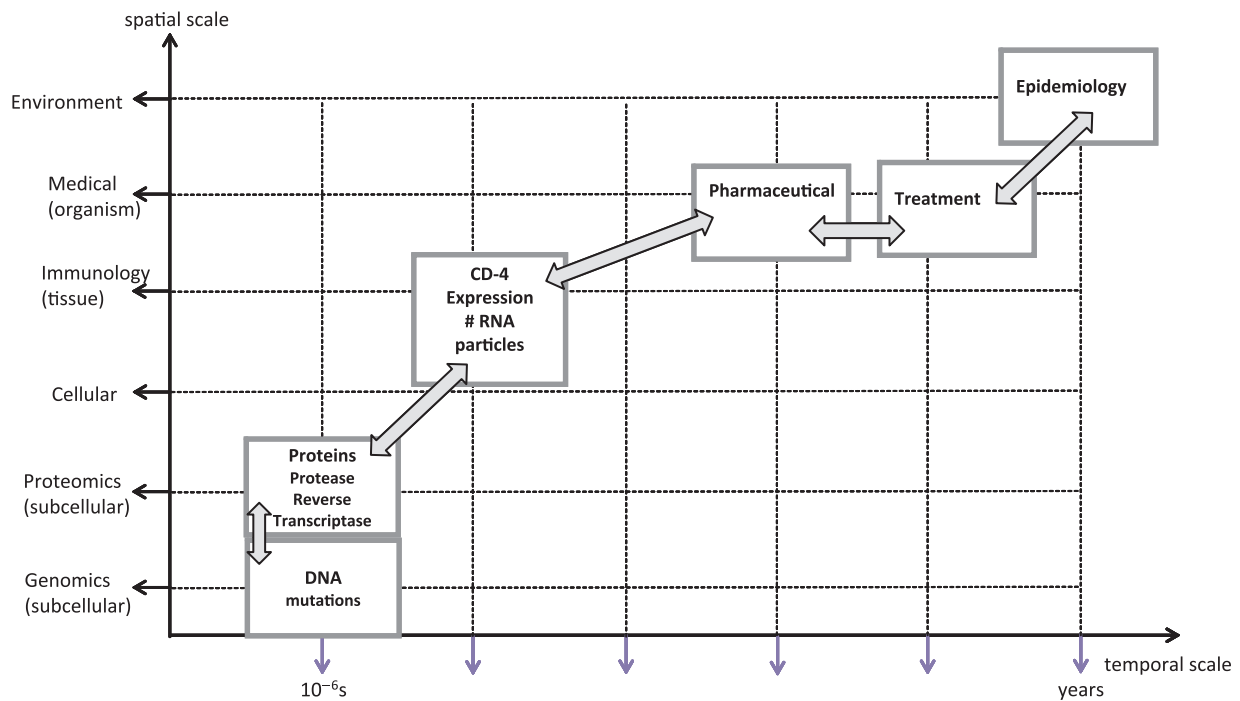 spatial scale
Environment
Epidemiology
Medical
(organism)
Pharmaceutical
Treatment
Immunology
(tissue)
CD-4
Expression
# RNA
particles
Cellular
Proteomics
(subcellular)
Proteins
Protease
Reverse
Transcriptase
Genomics
(subcellular)
DNA
mutations
temporal scale
10⁻⁶s
years